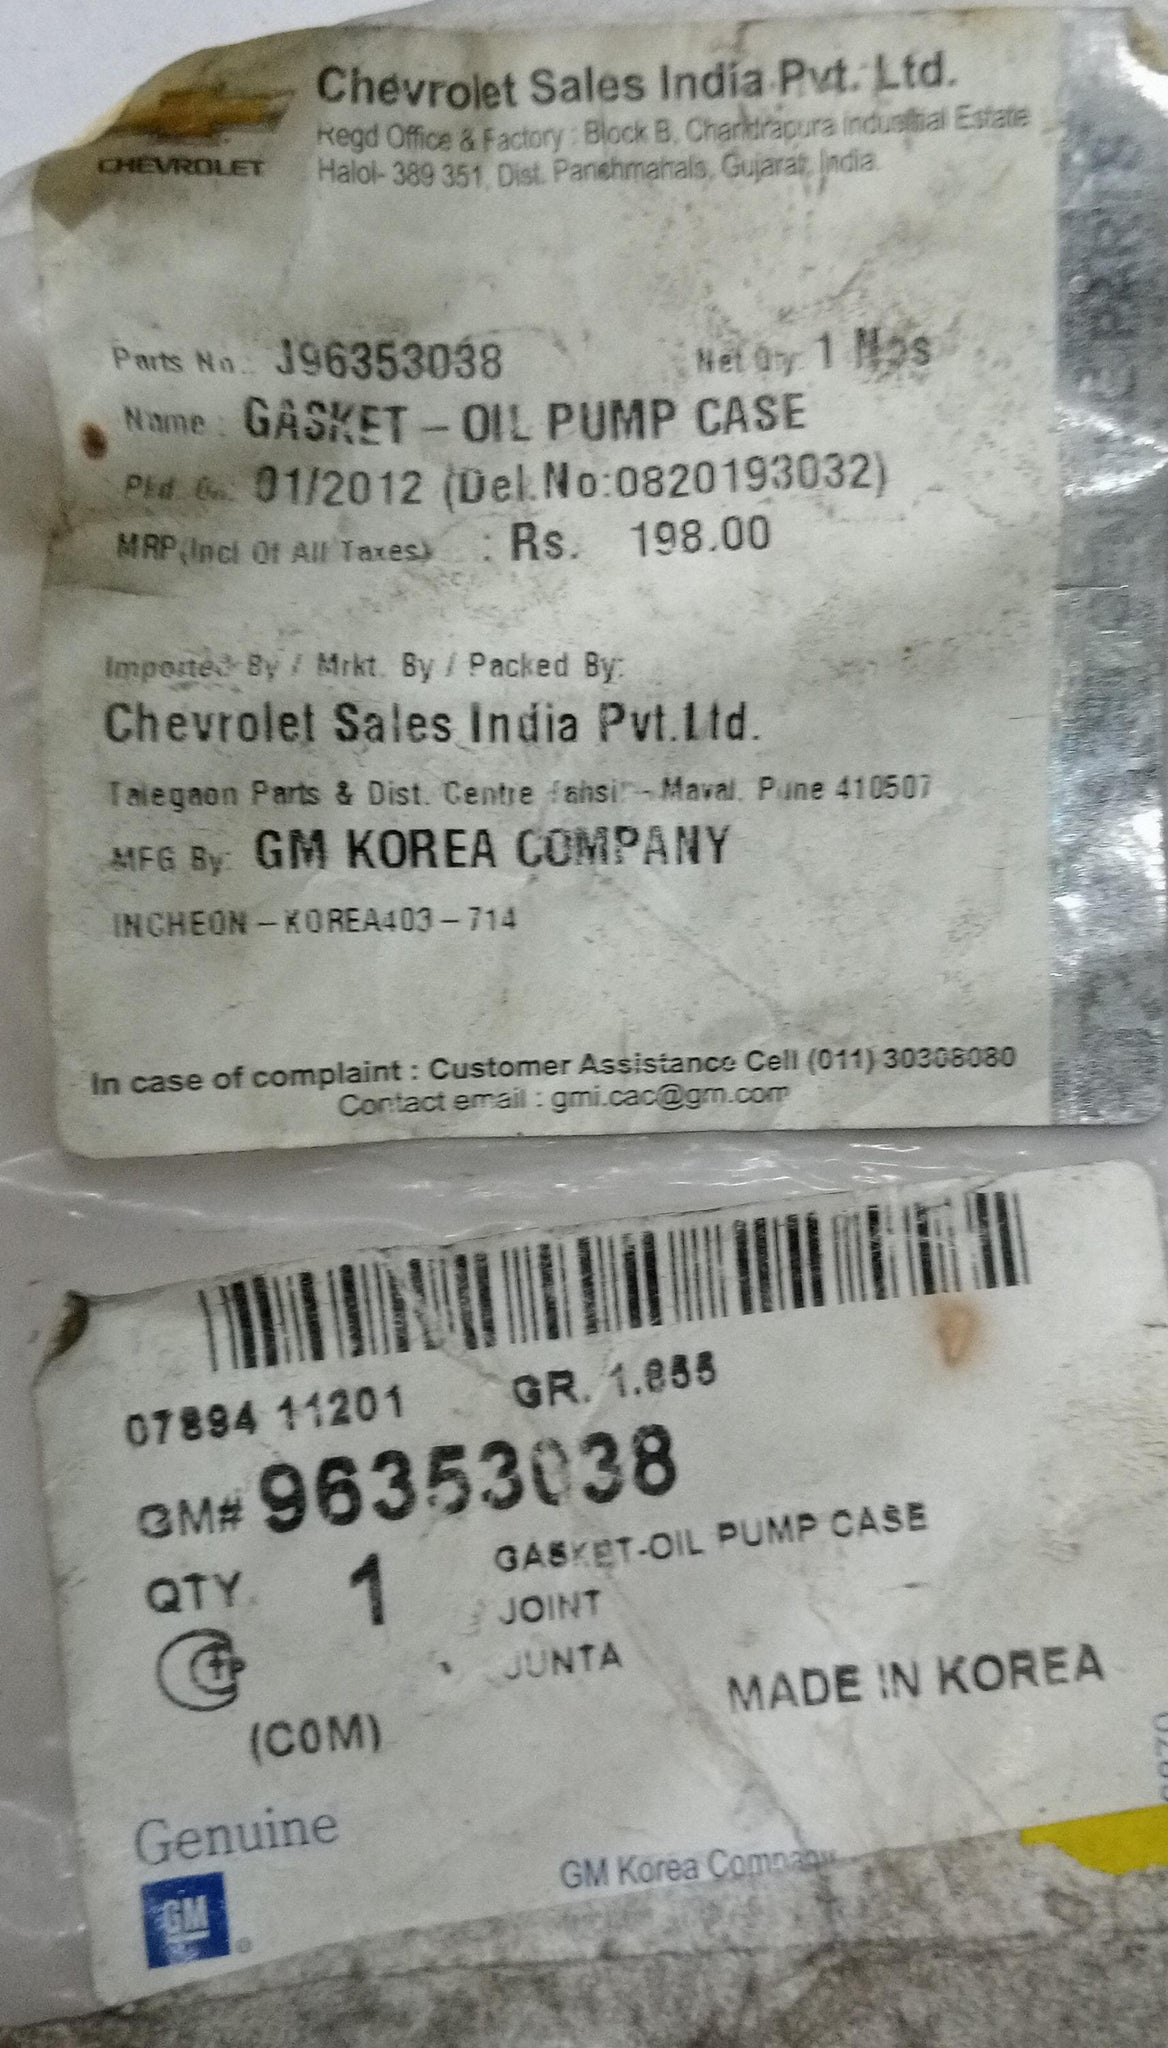 Chevrolet Sales India Pvt. Ltd.
CHEVROLET
Regd Office & Factory : Block B, Chandrapura Industrial Estate
Halol- 389 351, Dist. Panchmahals, Gujarat, India.
Parts No.: J96353038 Net Qty. 1 Nos
Name : GASKET - OIL PUMP CASE
Pkd. On. 01/2012 (Del.No:0820193032)
MRP(Incl Of All Taxes) : Rs. 198.00
Imported By / Mrkt. By / Packed By:
Chevrolet Sales India Pvt.Ltd.
Talegaon Parts & Dist. Centre Tahsil - Maval. Pune 410507
MFG By: GM KOREA COMPANY
INCHEON - KOREA403 - 714
In case of complaint : Customer Assistance Cell (011) 30308080
Contact email : gmi.cac@gm.com
07894 11201 GR. 1.855
GM# 96353038
QTY 1 GASKET-OIL PUMP CASE
JOINT
JUNTA
MADE IN KOREA
(COM)
Genuine
GM Korea Company
GM